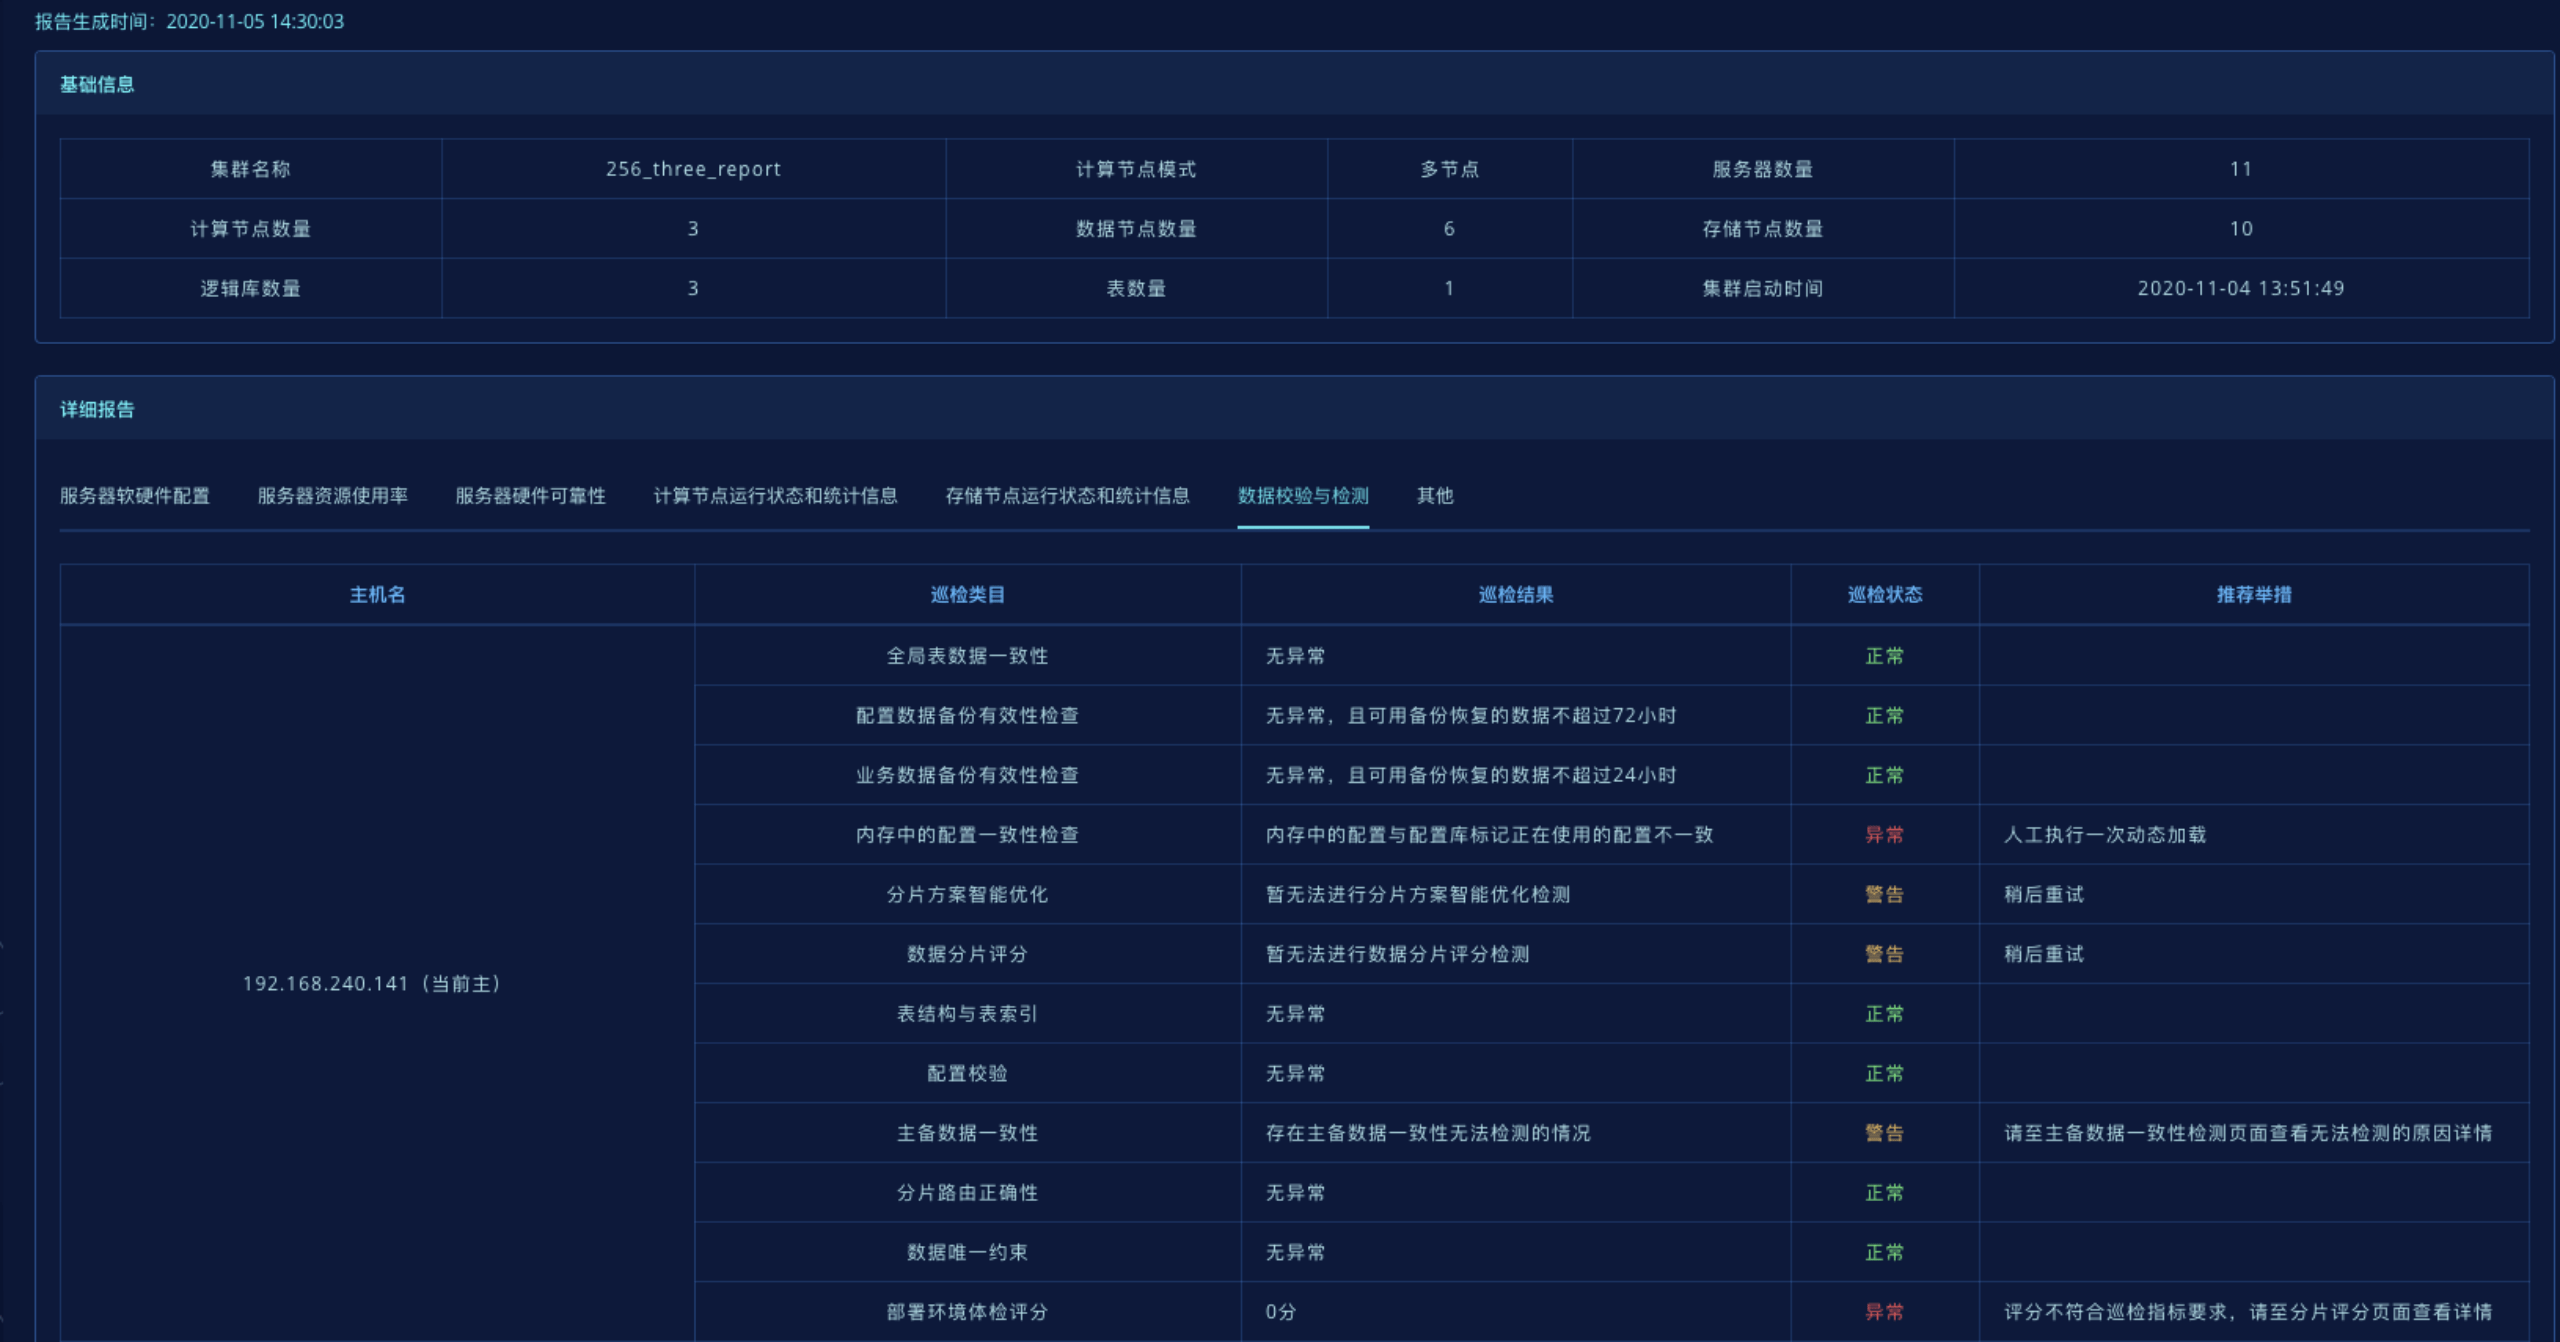 报告生成时间：2020-11-05 14:30:03
基础信息
集群名称 256_three_report 计算节点模式 多节点 服务器数量 11
计算节点数量 3 数据节点数量 6 存储节点数量 10
逻辑库数量 3 表数量 1 集群启动时间 2020-11-04 13:51:49
详细报告
服务器软硬件配置 服务器资源使用率 服务器硬件可靠性 计算节点运行状态和统计信息 存储节点运行状态和统计信息 数据校验与检测 其他
主机名 巡检类目 巡检结果 巡检状态 推荐举措
全局表数据一致性 无异常 正常
配置数据备份有效性检查 无异常，且可用备份恢复的数据不超过72小时 正常
业务数据备份有效性检查 无异常，且可用备份恢复的数据不超过24小时 正常
内存中的配置一致性检查 内存中的配置与配置库标记正在使用的配置不一致 异常 人工执行一次动态加载
分片方案智能优化 暂无法进行分片方案智能优化检测 警告 稍后重试
数据分片评分 暂无法进行数据分片评分检测 警告 稍后重试
192.168.240.141（当前主）
表结构与表索引 无异常 正常
配置校验 无异常 正常
主备数据一致性 存在主备数据一致性无法检测的情况 警告 请至主备数据一致性检测页面查看无法检测的原因详情
分片路由正确性 无异常 正常
数据唯一约束 无异常 正常
部署环境体检评分 0分 异常 评分不符合巡检指标要求，请至分片评分页面查看详情